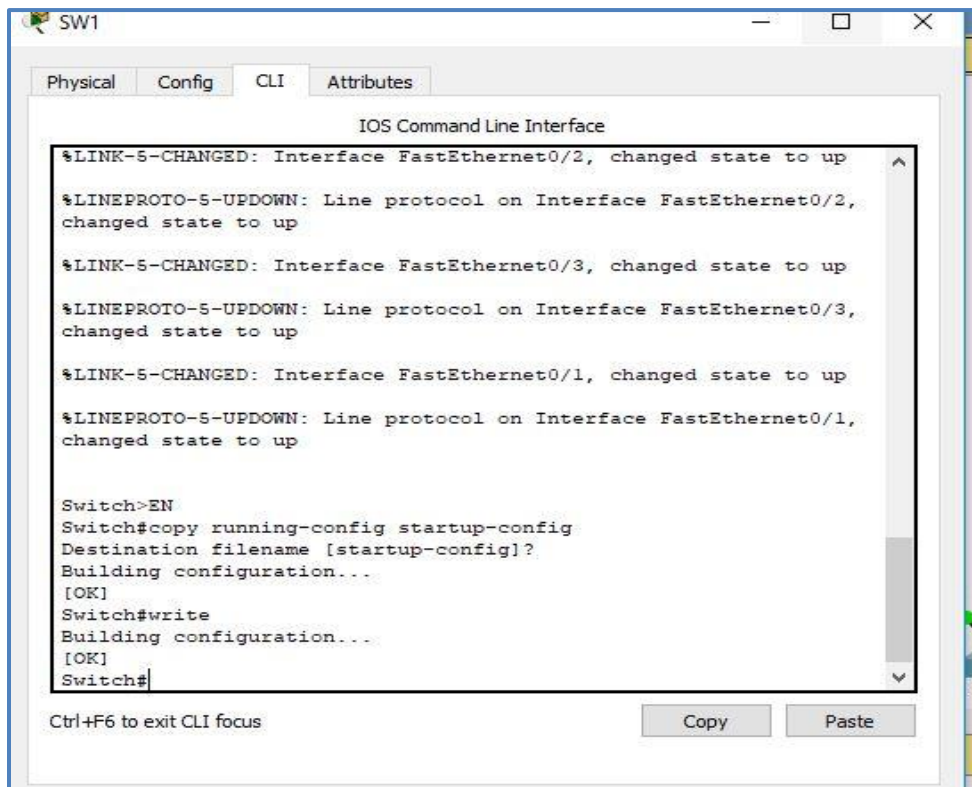 SW1
Physical Config CLI Attributes
IOS Command Line Interface
%LINK-5-CHANGED: Interface FastEthernet0/2, changed state to up
%LINEPROTO-5-UPDOWN: Line protocol on Interface FastEthernet0/2,
changed state to up
%LINK-5-CHANGED: Interface FastEthernet0/3, changed state to up
%LINEPROTO-5-UPDOWN: Line protocol on Interface FastEthernet0/3,
changed state to up
%LINK-5-CHANGED: Interface FastEthernet0/1, changed state to up
%LINEPROTO-5-UPDOWN: Line protocol on Interface FastEthernet0/1,
changed state to up
Switch>EN
Switch#copy running-config startup-config
Destination filename [startup-config]?
Building configuration...
[OK]
Switch#write
Building configuration...
[OK]
Switch#
Ctrl+F6 to exit CLI focus
Copy Paste